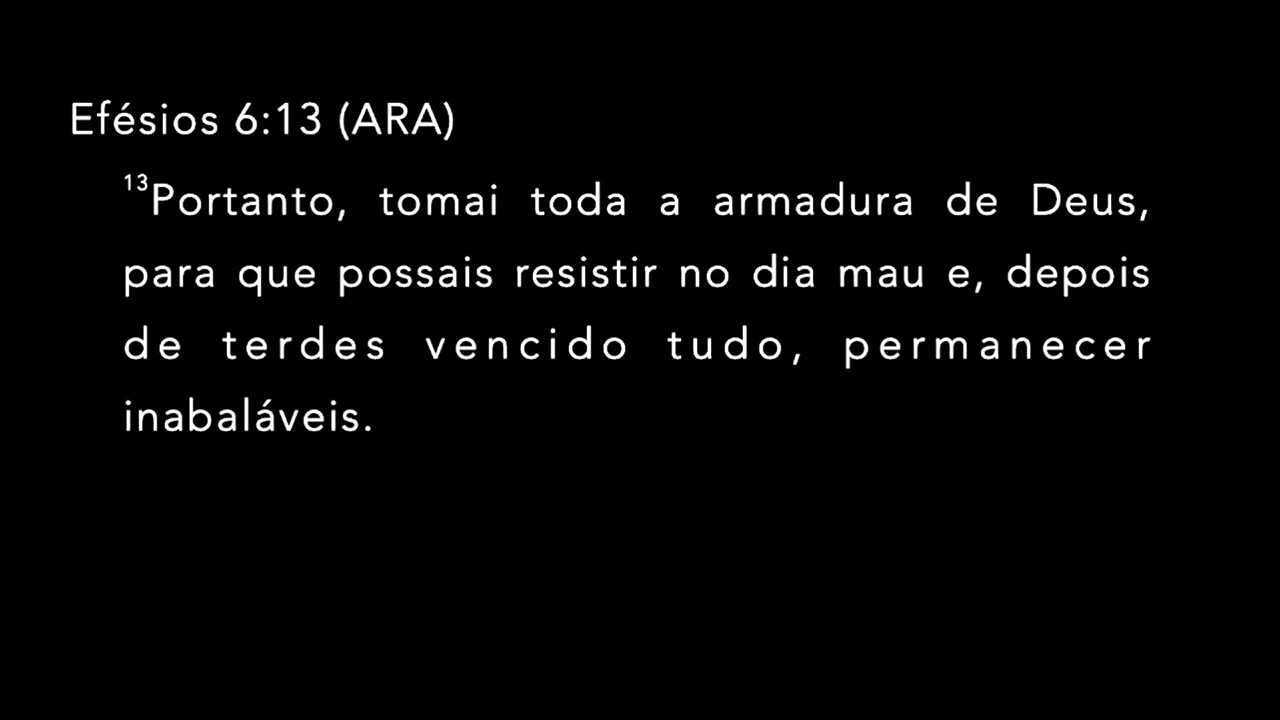 Efésios 6:13 (ARA)
¹³Portanto, tomai toda a armadura de Deus,
para que possais resistir no dia mau e, depois
de terdes vencido tudo, permanecer
inabaláveis.